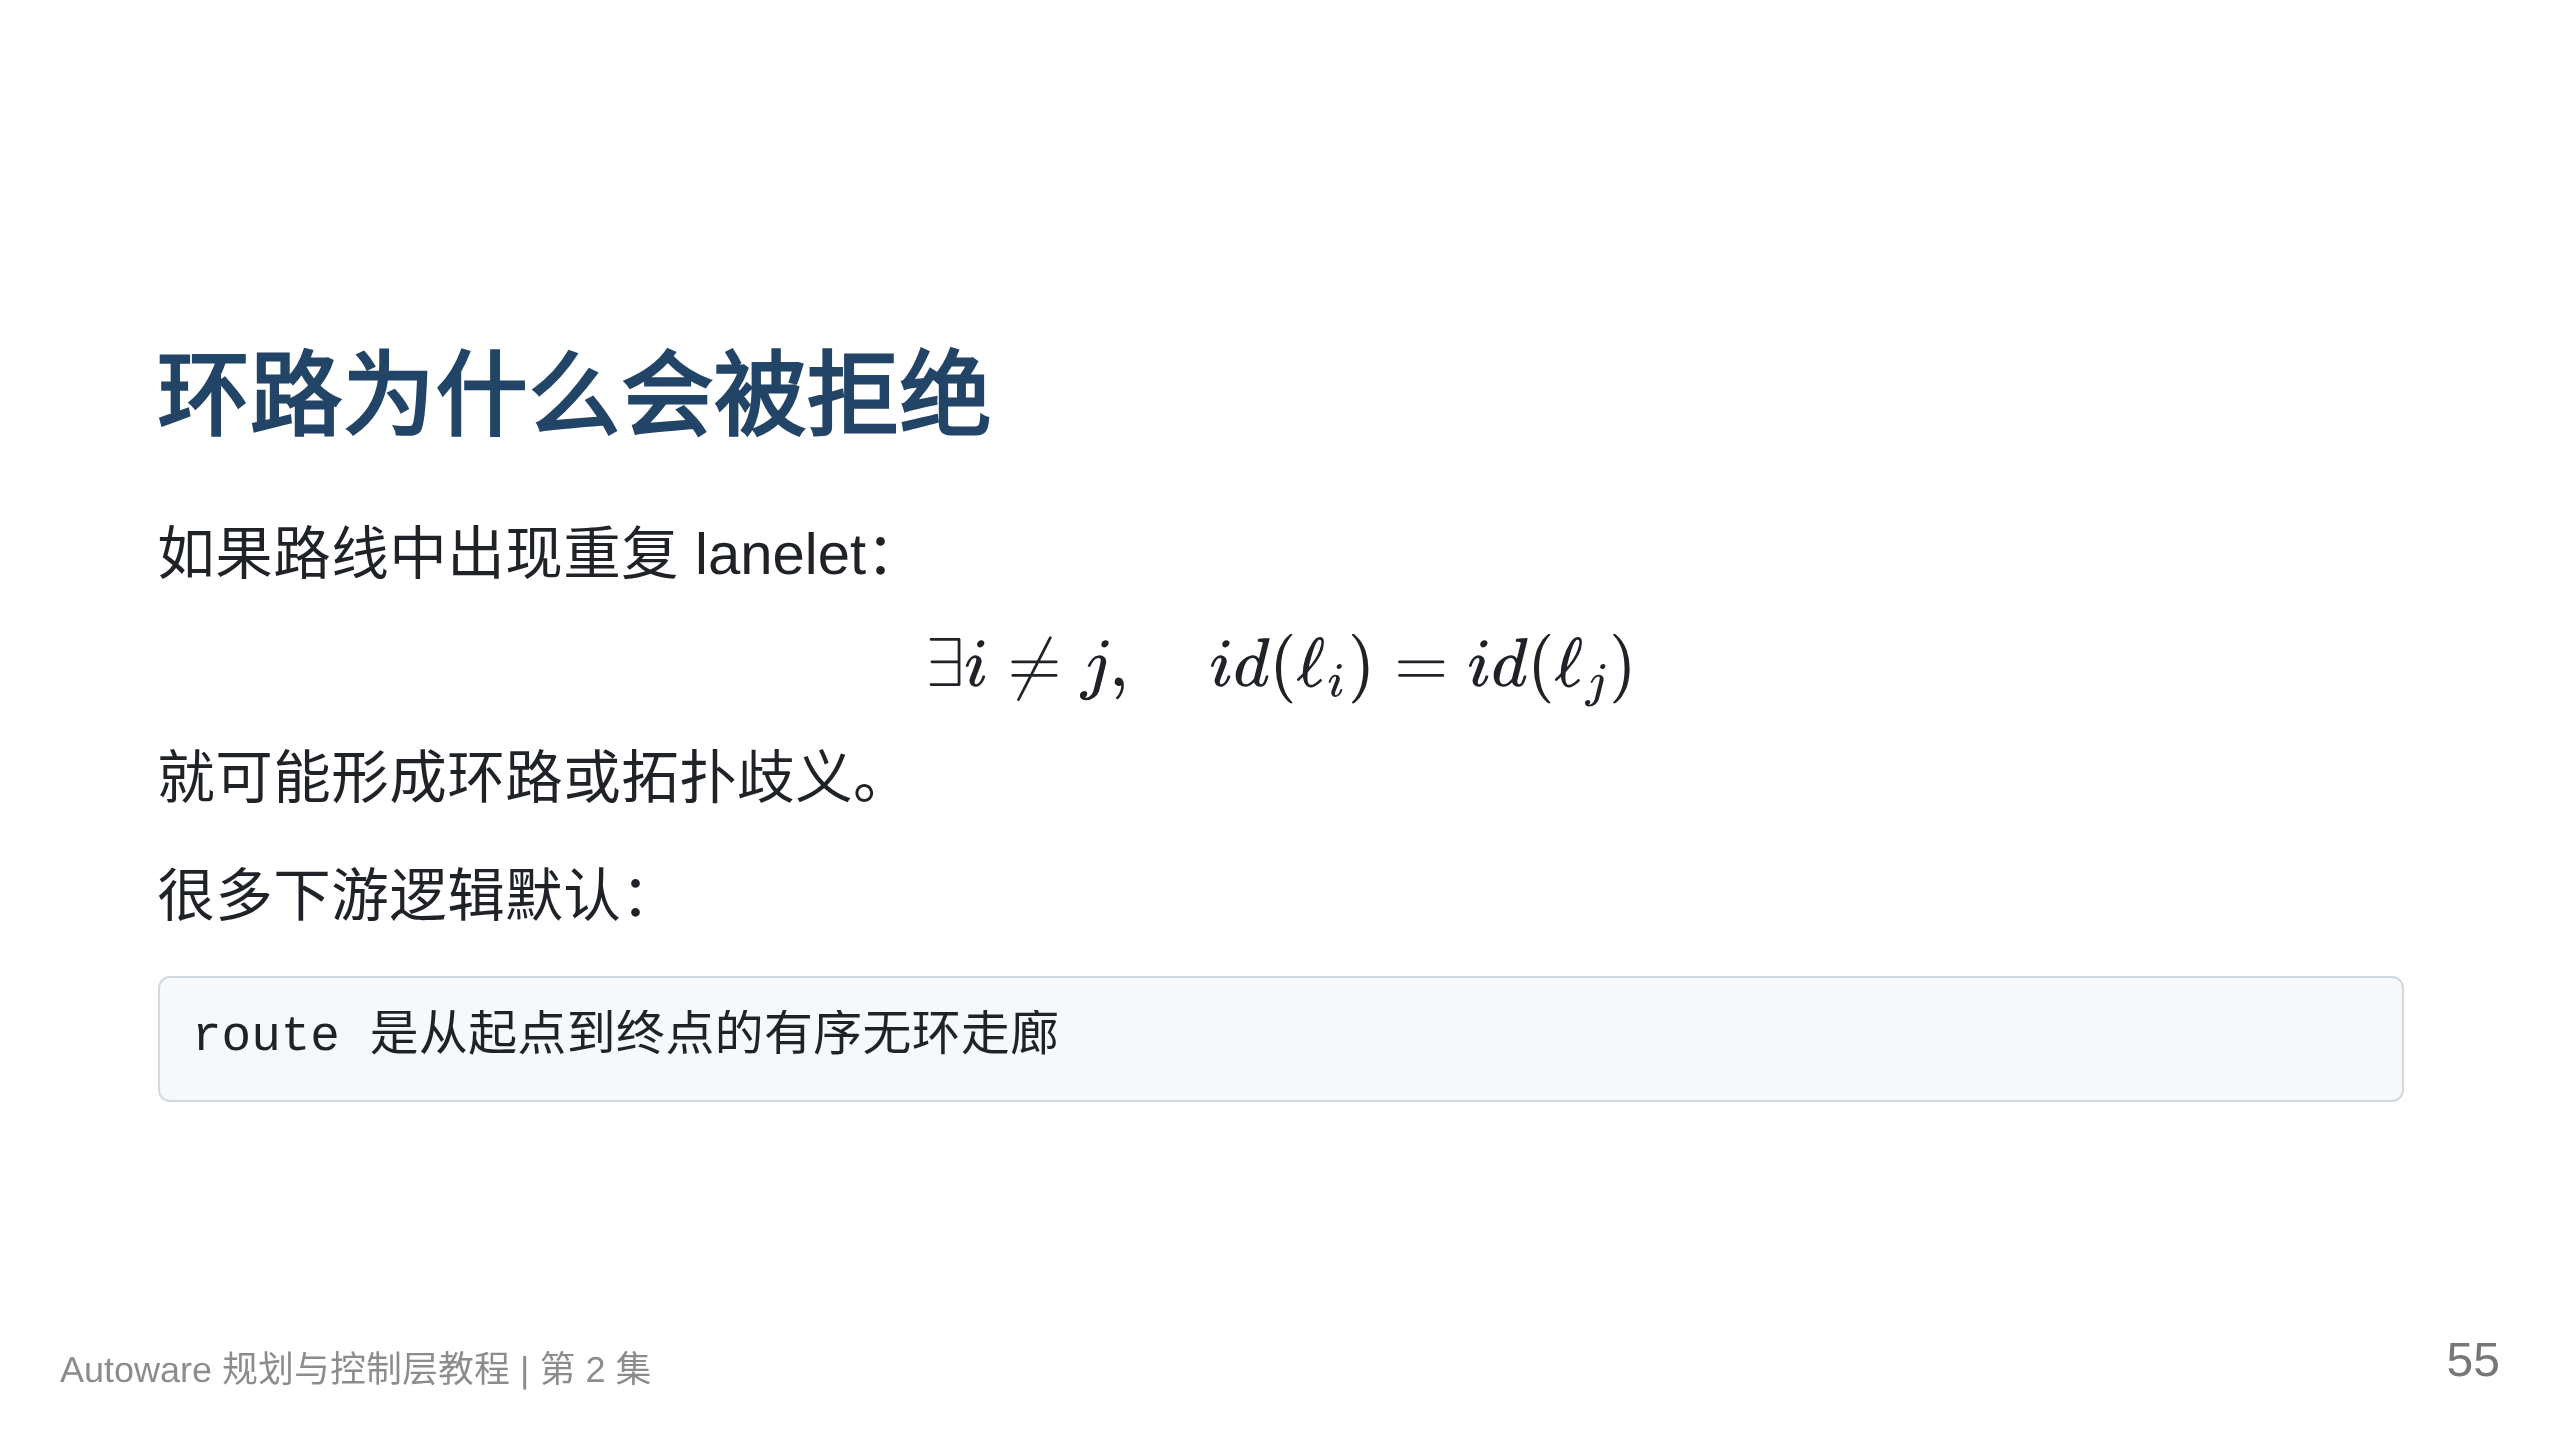 环路为什么会被拒绝
如果路线中出现重复 lanelet：
∃i ≠ j, id(ℓ_i) = id(ℓ_j)
就可能形成环路或拓扑歧义。
很多下游逻辑默认：
route 是从起点到终点的有序无环走廊
Autoware 规划与控制层教程 | 第 2 集
55